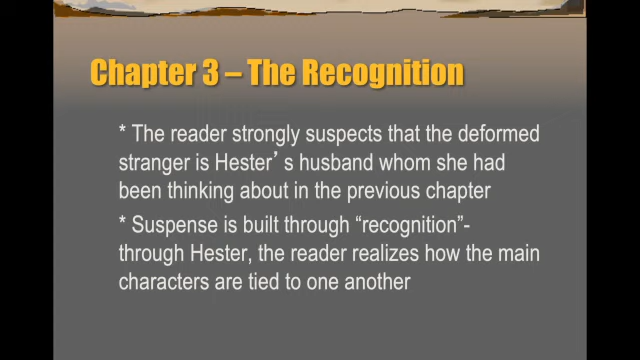 Chapter 3 – The Recognition
* The reader strongly suspects that the deformed
stranger is Hester’s husband whom she had
been thinking about in the previous chapter
* Suspense is built through “recognition”-
through Hester, the reader realizes how the main
characters are tied to one another